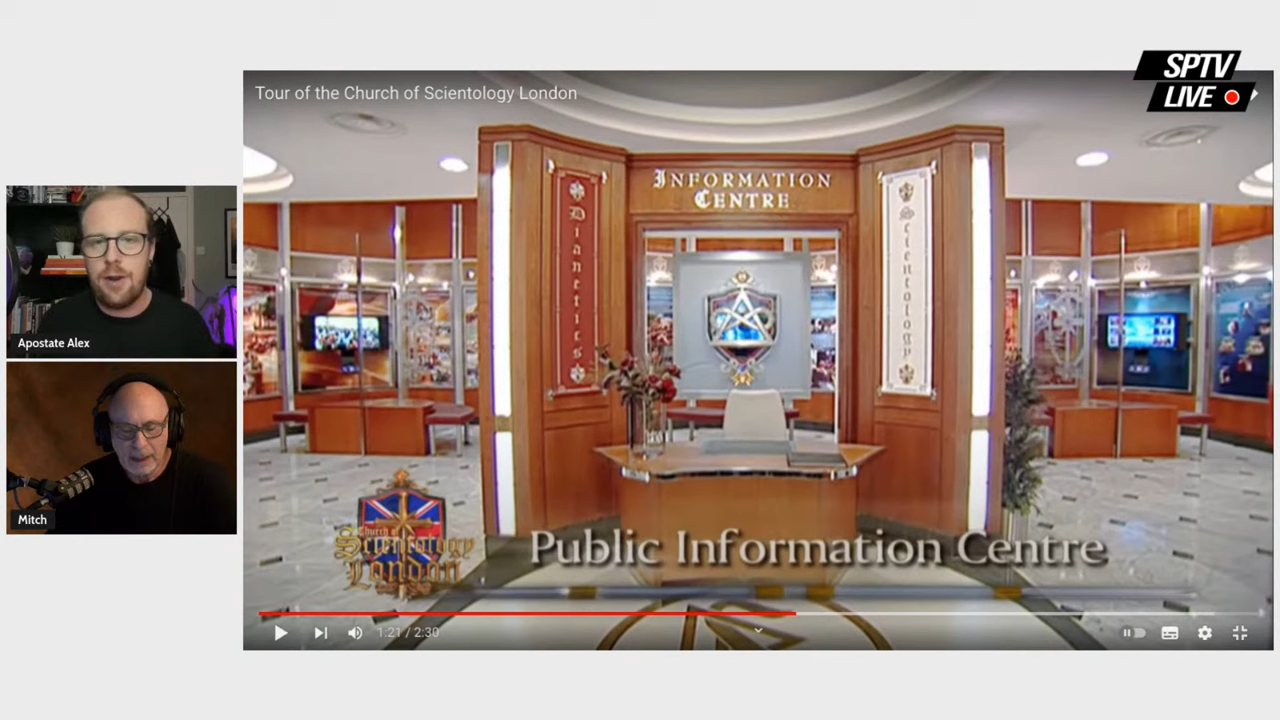 SPTV
LIVE
Tour of the Church of Scientology London
INFORMATION
CENTRE
Dianetics
Scientology
Apostate Alex
Mitch
Church of
Scientology
London
Public Information Centre
1:21 / 2:30